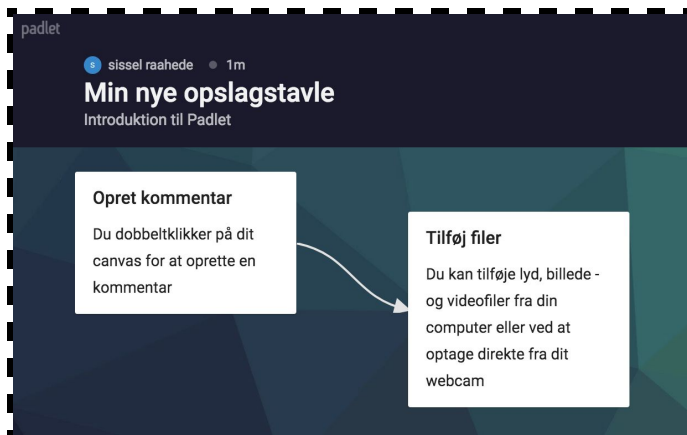 padlet
s sissel raahede 1m
Min nye opslagstavle
Introduktion til Padlet
Opret kommentar
Du dobbeltklikker på dit
canvas for at oprette en
kommentar
Tilføj filer
Du kan tilføje lyd, billede -
og videofiler fra din
computer eller ved at
optage direkte fra dit
webcam